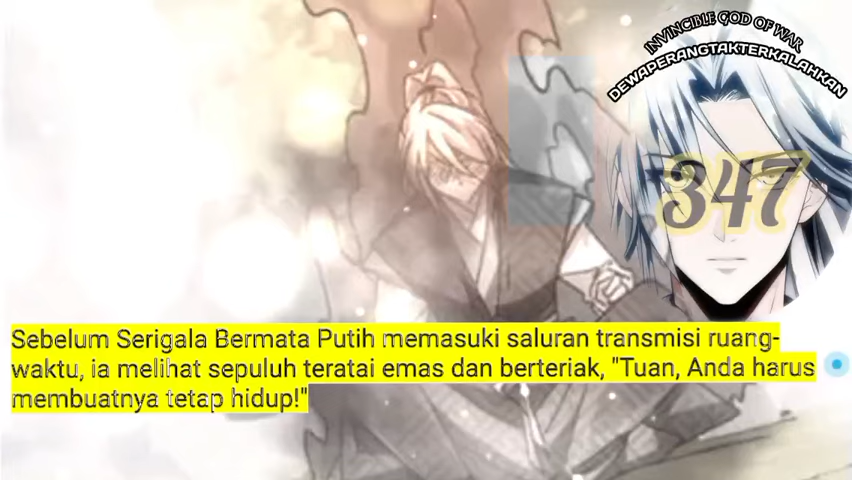 INVINCIBLE GOD OF WAR
DEWAPERANGTAKTERKALAHKAN
347
Sebelum Serigala Bermata Putih memasuki saluran transmisi ruang-
waktu, ia melihat sepuluh teratai emas dan berteriak, "Tuan, Anda harus
membuatnya tetap hidup!"